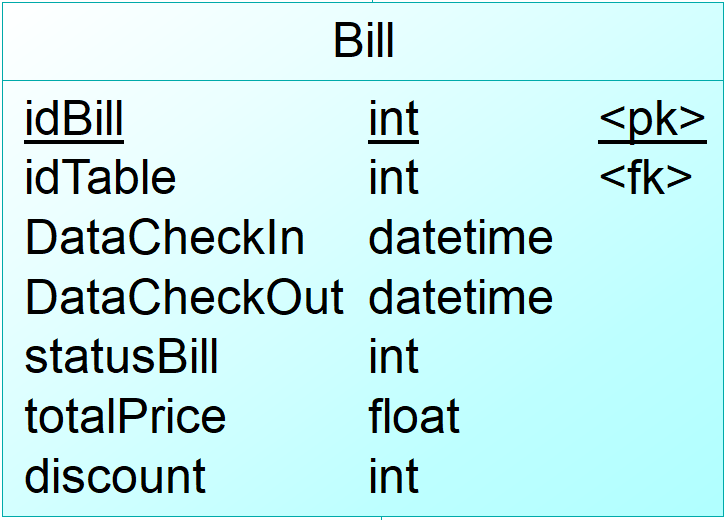 Bill
idBill int <pk>
idTable int <fk>
DataCheckIn datetime
DataCheckOut datetime
statusBill int
totalPrice float
discount int